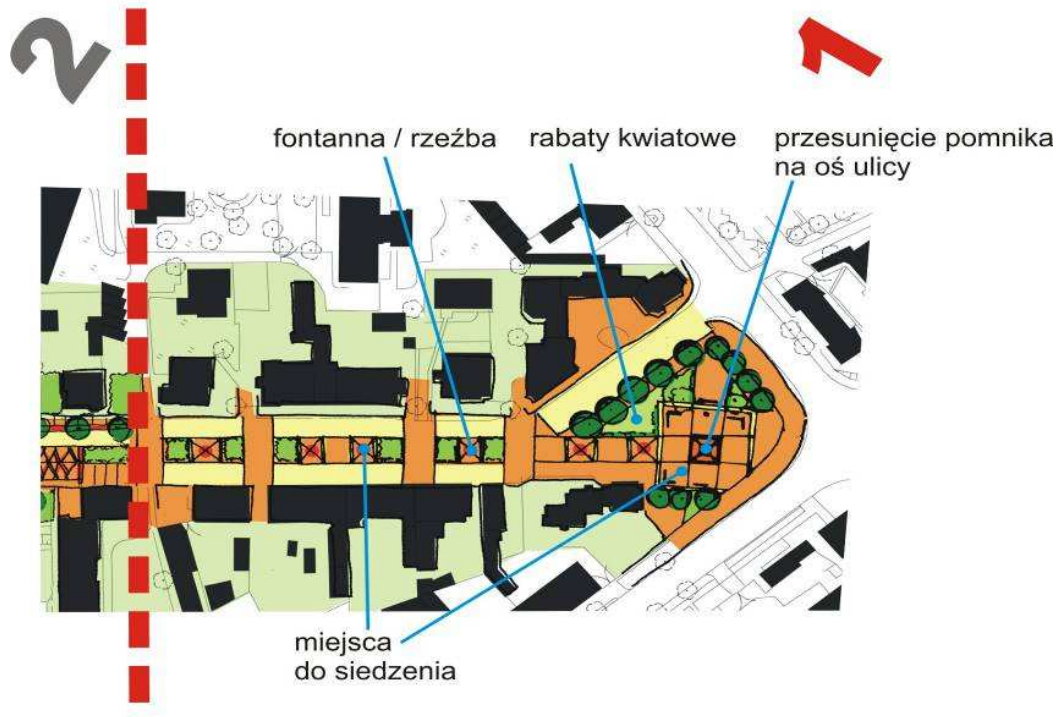 2
1
fontanna / rzeźba
rabaty kwiatowe
przesunięcie pomnika
na oś ulicy
miejsca
do siedzenia